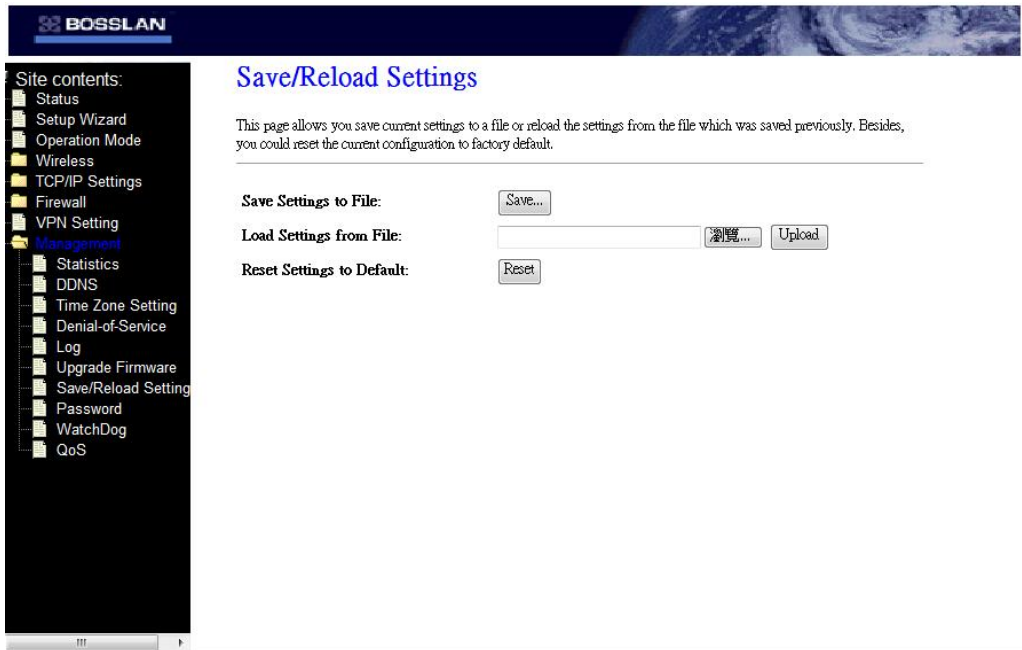 BOSSLAN
Site contents:
Status
Setup Wizard
Operation Mode
Wireless
TCP/IP Settings
Firewall
VPN Setting
Management
Statistics
DDNS
Time Zone Setting
Denial-of-Service
Log
Upgrade Firmware
Save/Reload Setting
Password
WatchDog
QoS
Save/Reload Settings
This page allows you save current settings to a file or reload the settings from the file which was saved previously. Besides,
you could reset the current configuration to factory default.
Save Settings to File: Save...
Load Settings from File: 瀏覽... Upload
Reset Settings to Default: Reset